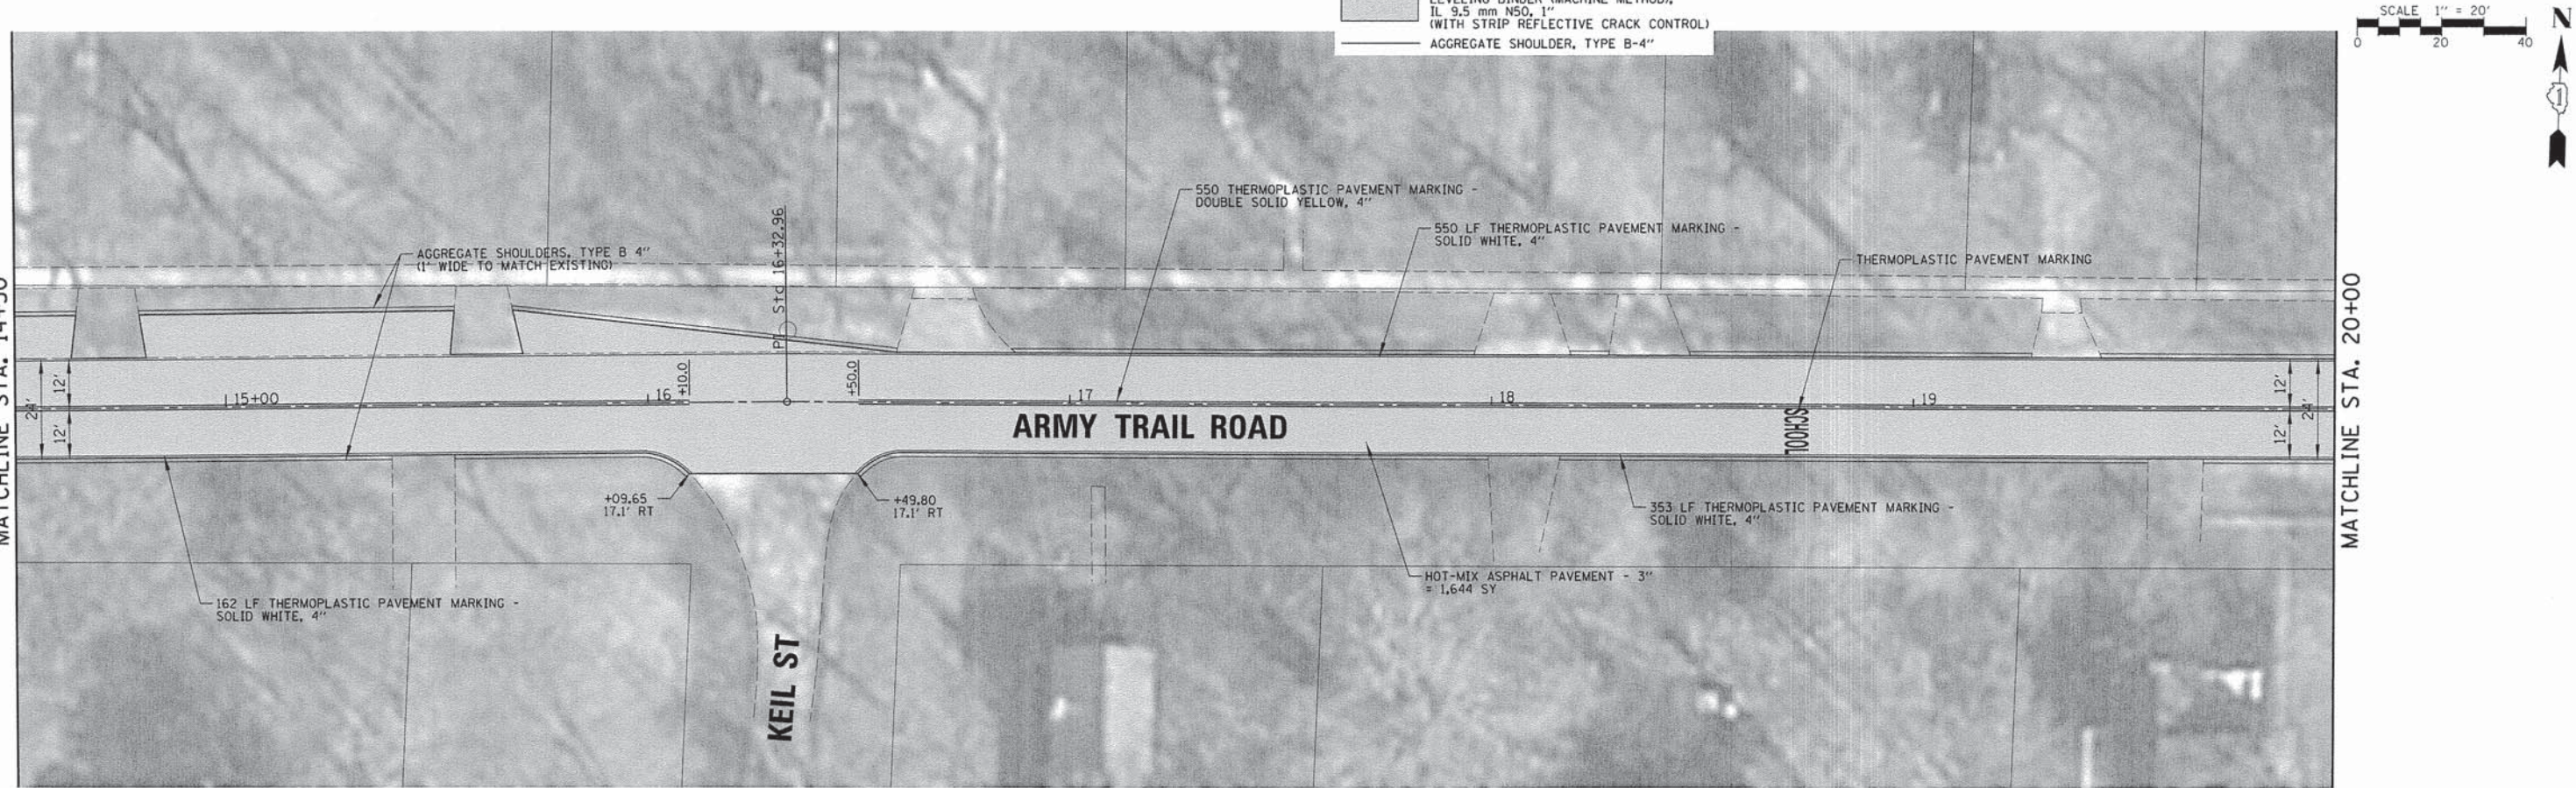 IL 9.5 mm N50, 1"
(WITH STRIP REFLECTIVE CRACK CONTROL)
AGGREGATE SHOULDER, TYPE B-4"
SCALE 1" = 20'
0 20 40
N
550 THERMOPLASTIC PAVEMENT MARKING -
DOUBLE SOLID YELLOW, 4"
550 LF THERMOPLASTIC PAVEMENT MARKING -
SOLID WHITE, 4"
AGGREGATE SHOULDERS, TYPE B 4"
(1' WIDE TO MATCH EXISTING)
THERMOPLASTIC PAVEMENT MARKING
PI Sta 16+32.96
MATCHLINE STA.
MATCHLINE STA. 20+00
24'
12'
12'
15+00
16
+10.0
+50.0
17
18
19
12'
12'
24'
ARMY TRAIL ROAD
SCHOOL
+09.65
17.1' RT
+49.80
17.1' RT
353 LF THERMOPLASTIC PAVEMENT MARKING -
SOLID WHITE, 4"
HOT-MIX ASPHALT PAVEMENT - 3"
= 1,644 SY
162 LF THERMOPLASTIC PAVEMENT MARKING -
SOLID WHITE, 4"
KEIL ST